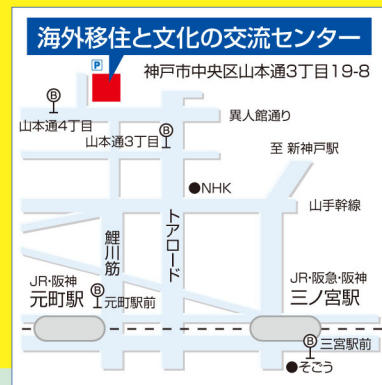 海外移住と文化の交流センター
P
神戸市中央区山本通3丁目19-8
B
山本通4丁目
B
山本通3丁目
異人館通り
至 新神戸駅
●NHK
山手幹線
鯉川筋
トアロード
JR・阪神
元町駅
B
元町駅前
JR・阪急・阪神
三ノ宮駅
B
三宮駅前
●そごう